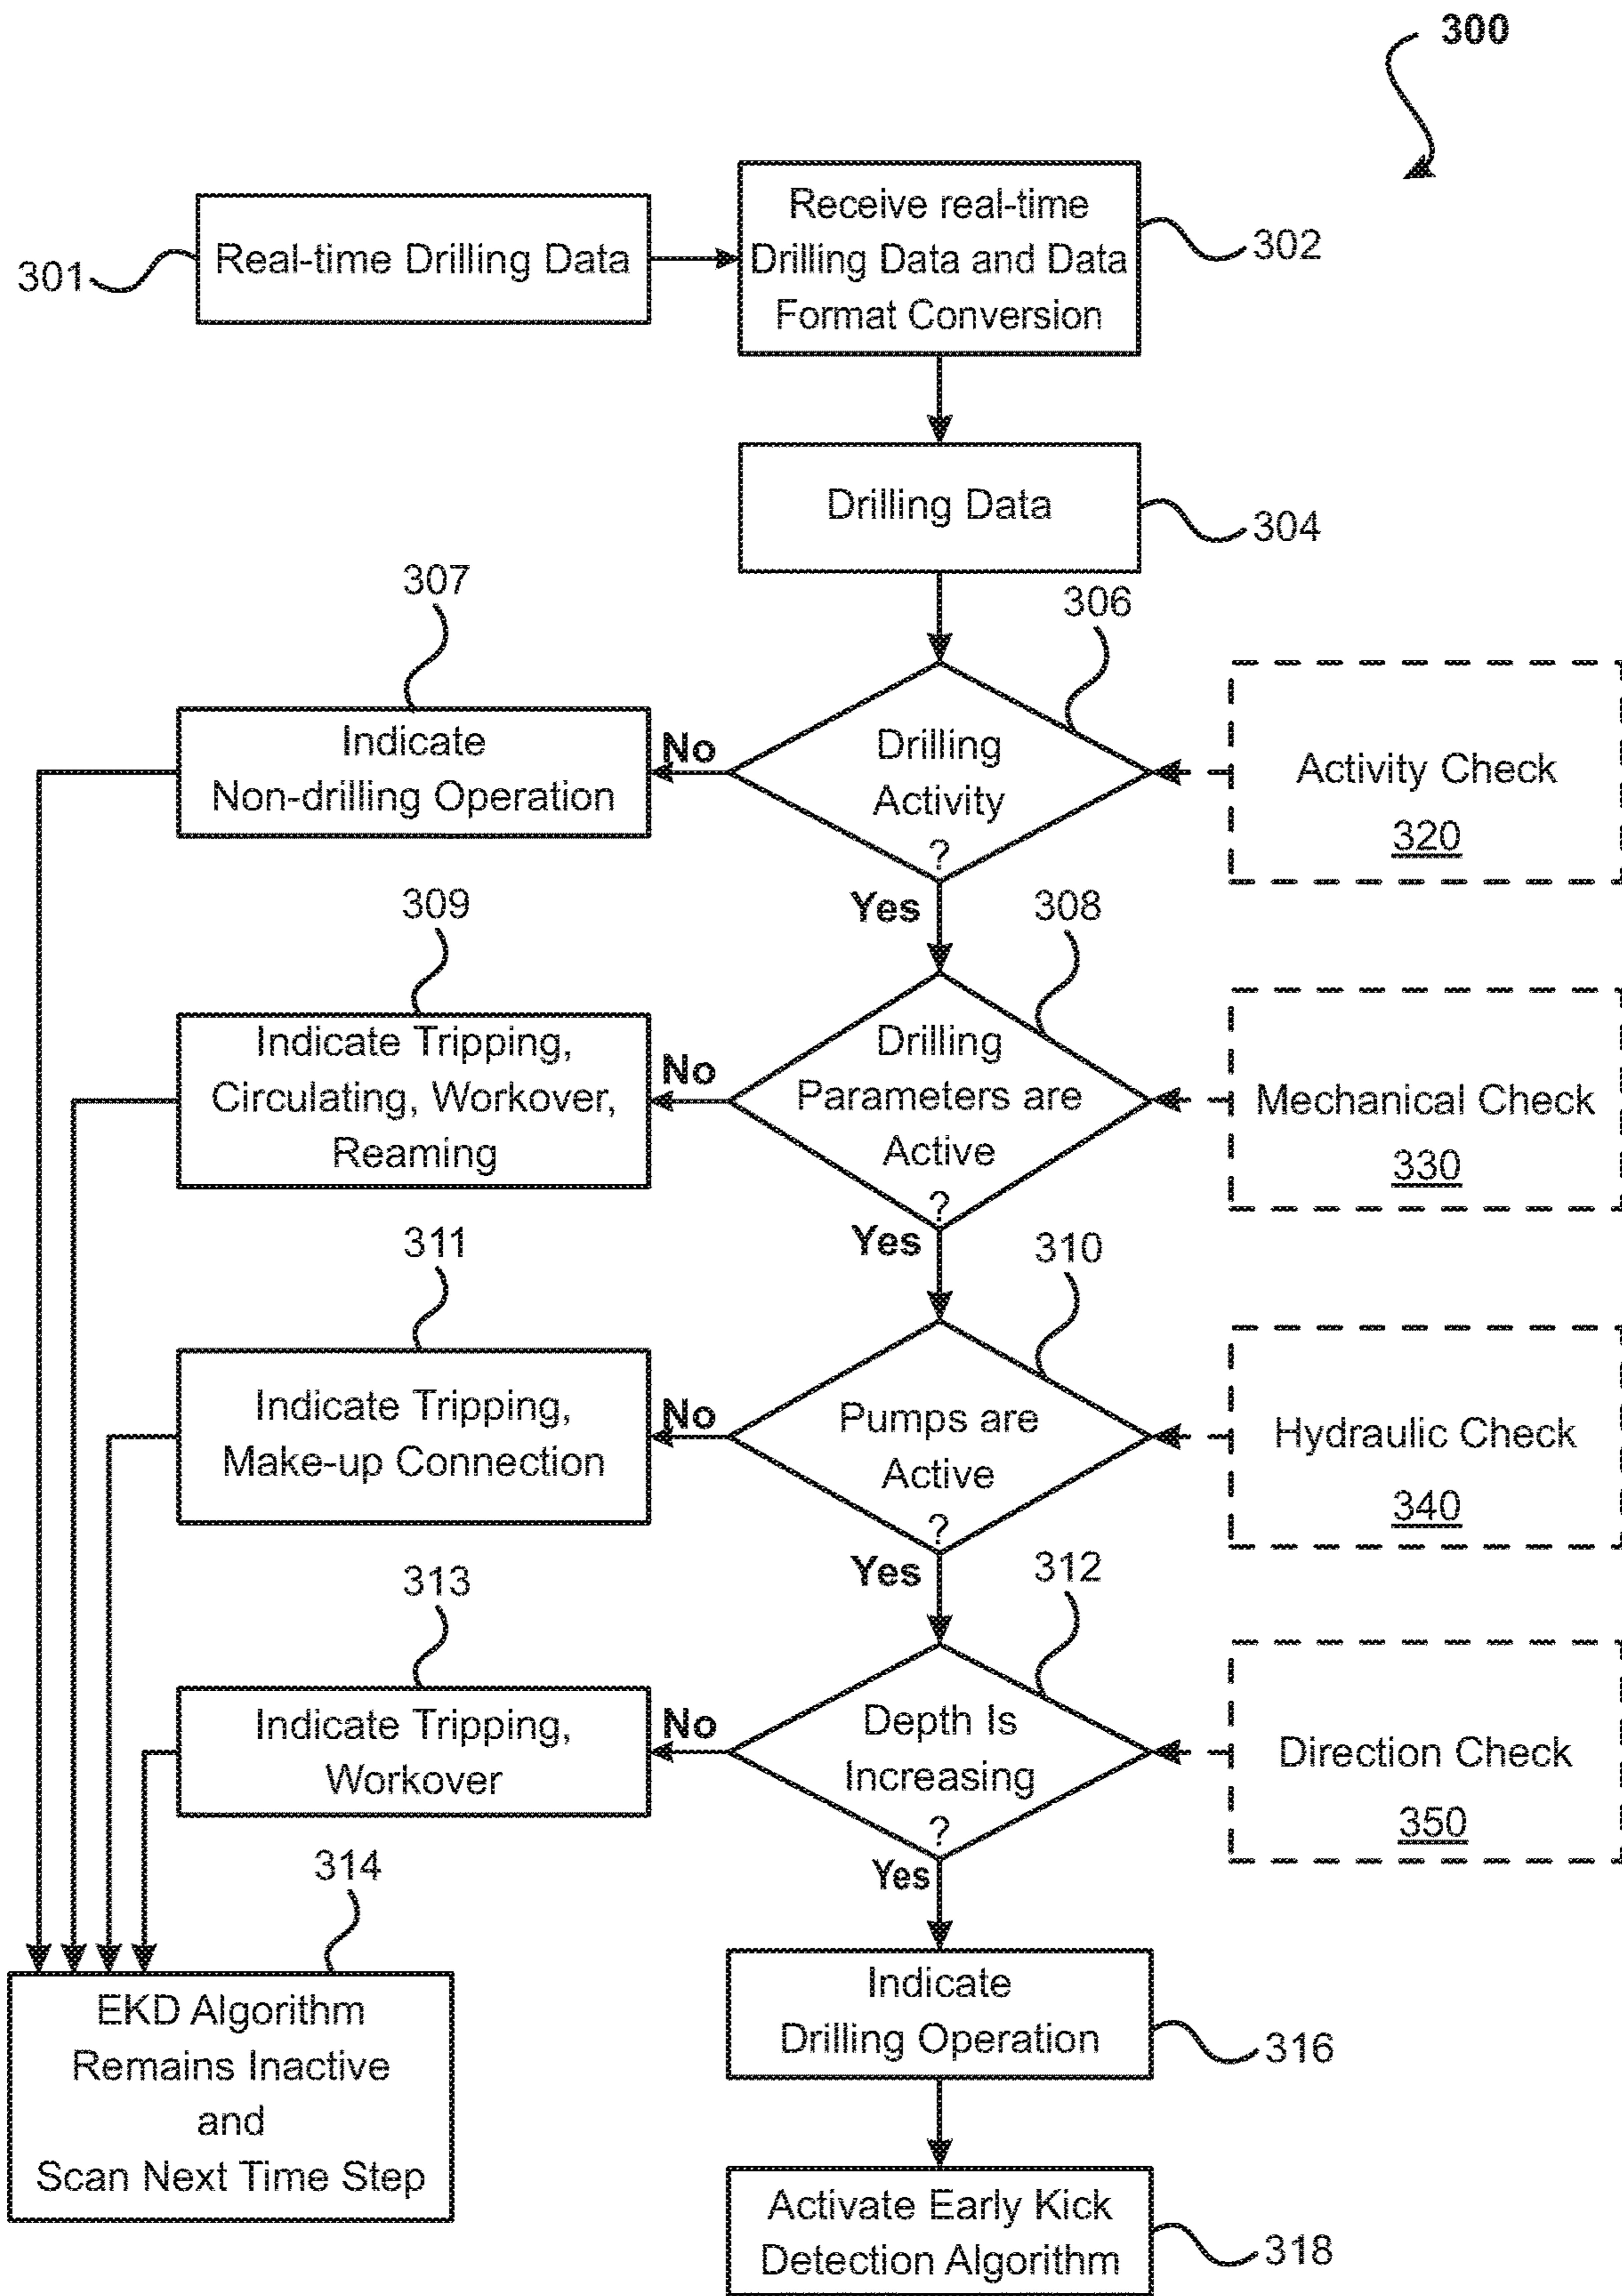 300
301
Real-time Drilling Data
Receive real-time
Drilling Data and Data
Format Conversion
302
Drilling Data
304
307
306
Indicate
Non-drilling Operation
No
Drilling
Activity
?
Activity Check
320
Yes
309
308
Indicate Tripping,
Circulating, Workover,
Reaming
No
Drilling
Parameters are
Active
?
Mechanical Check
330
Yes
311
310
Indicate Tripping,
Make-up Connection
No
Pumps are
Active
?
Hydraulic Check
340
Yes
313
312
Indicate Tripping,
Workover
No
Depth Is
Increasing
?
Direction Check
350
Yes
314
EKD Algorithm
Remains Inactive
and
Scan Next Time Step
Indicate
Drilling Operation
316
Activate Early Kick
Detection Algorithm
318